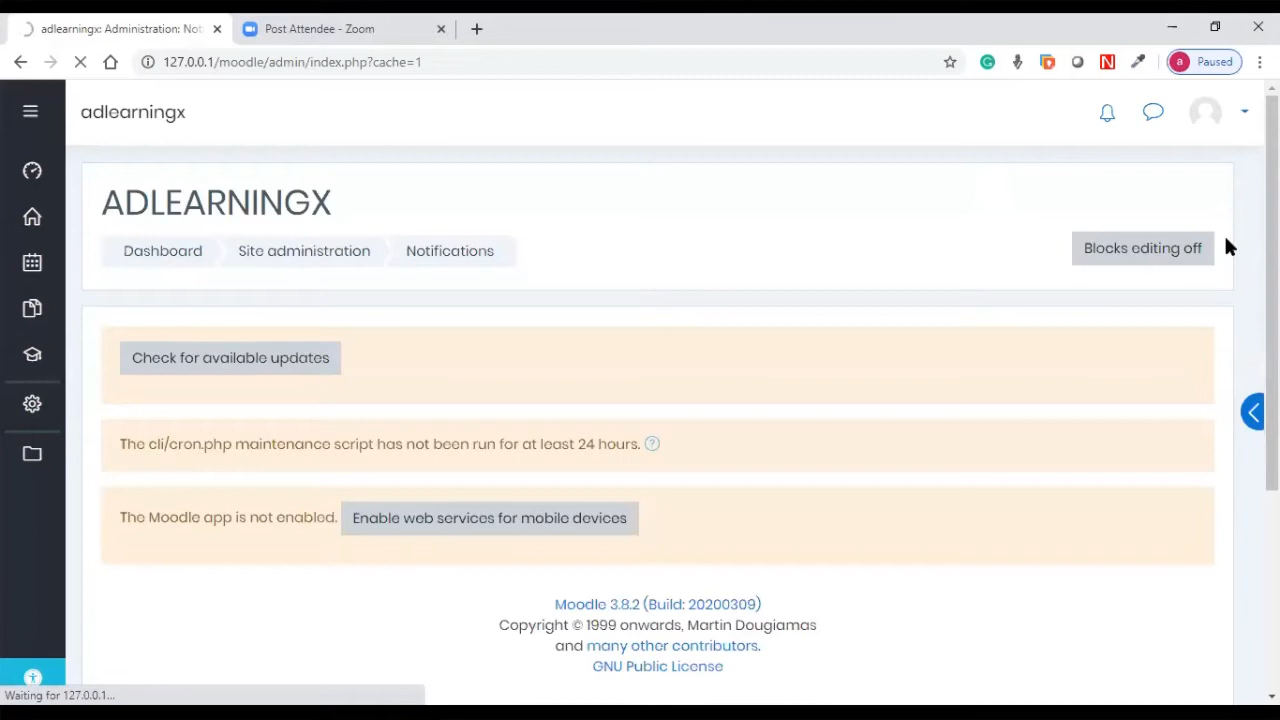 adlearningx: Administration: Not
Post Attendee - Zoom
127.0.0.1/moodle/admin/index.php?cache=1
a Paused
adlearningx
ADLEARNINGX
Dashboard Site administration Notifications
Blocks editing off
Check for available updates
The cli/cron.php maintenance script has not been run for at least 24 hours.
The Moodle app is not enabled. Enable web services for mobile devices
Moodle 3.8.2 (Build: 20200309)
Copyright © 1999 onwards, Martin Dougiamas
and many other contributors.
GNU Public License
Waiting for 127.0.0.1...